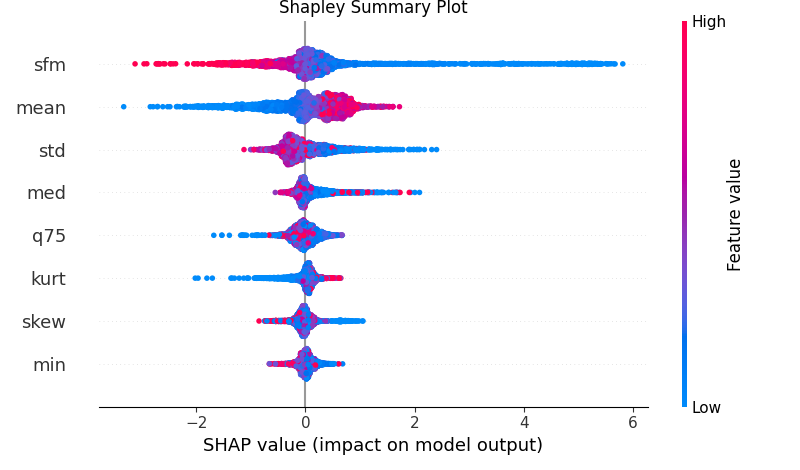 Shapley Summary Plot
High
sfm
mean
std
med
q75
kurt
skew
min
Feature value
Low
−2
0
2
4
6
SHAP value (impact on model output)